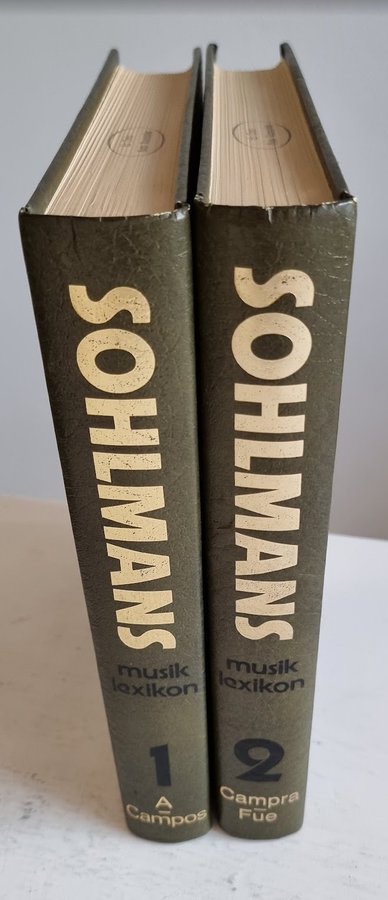 SOHLMANS
musik
lexikon
1
A
–
Campos
SOHLMANS
musik
lexikon
2
Campra
–
Fue